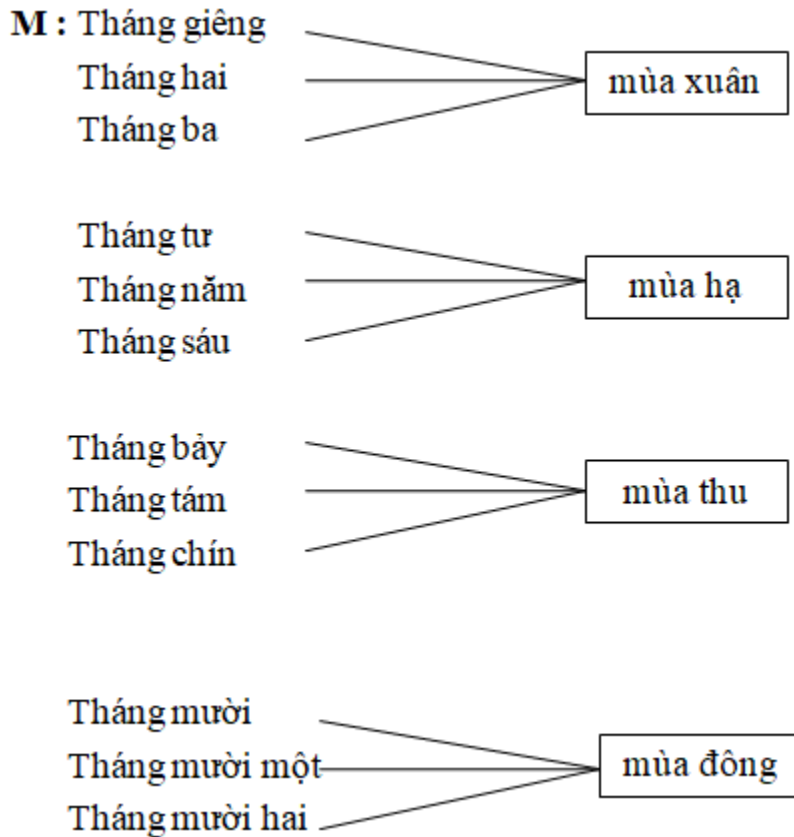 M : Tháng giêng
Tháng hai
mùa xuân
Tháng ba
Tháng tư
Tháng năm
mùa hạ
Tháng sáu
Tháng bảy
Tháng tám
mùa thu
Tháng chín
Tháng mười
Tháng mười một
mùa đông
Tháng mười hai